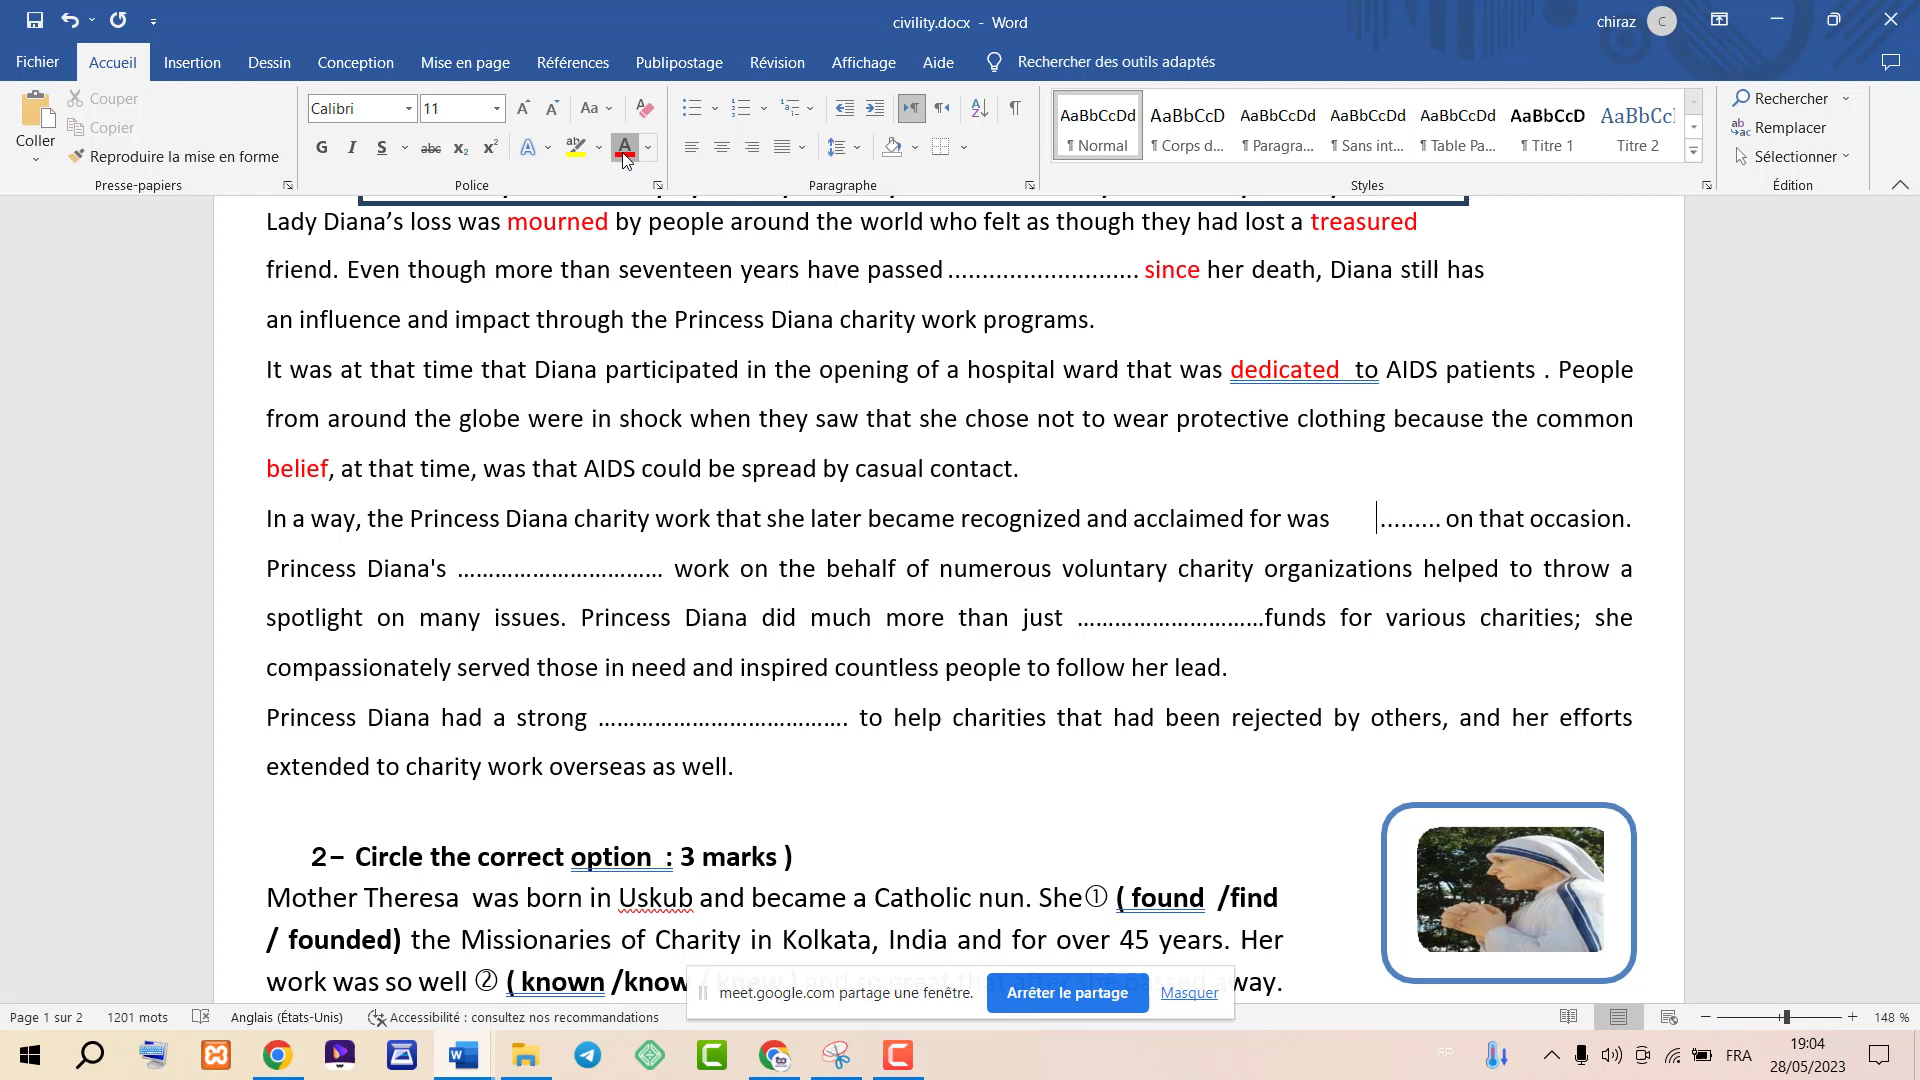 civility.docx - Word
chiraz
C
Fichier
Accueil
Insertion
Dessin
Conception
Mise en page
Références
Publipostage
Révision
Affichage
Aide
Rechercher des outils adaptés
Coller
Couper
Copier
Reproduire la mise en forme
Presse-papiers
Calibri
11
Aa
G I S abc x₂ x²
Police
Paragraphe
AaBbCcDd AaBbCcD AaBbCcDd AaBbCcDd AaBbCcDd AaBbCcD AaBbCc
¶ Normal ¶ Corps d... ¶ Paragra... ¶ Sans int... ¶ Table Pa... ¶ Titre 1 Titre 2
Styles
Rechercher
Remplacer
Sélectionner
Édition
Lady Diana’s loss was mourned by people around the world who felt as though they had lost a treasured
friend. Even though more than seventeen years have passed ............................ since her death, Diana still has
an influence and impact through the Princess Diana charity work programs.
It was at that time that Diana participated in the opening of a hospital ward that was dedicated to AIDS patients . People
from around the globe were in shock when they saw that she chose not to wear protective clothing because the common
belief, at that time, was that AIDS could be spread by casual contact.
In a way, the Princess Diana charity work that she later became recognized and acclaimed for was ......... on that occasion.
Princess Diana's ................................. work on the behalf of numerous voluntary charity organizations helped to throw a
spotlight on many issues. Princess Diana did much more than just ..............................funds for various charities; she
compassionately served those in need and inspired countless people to follow her lead.
Princess Diana had a strong ........................................ to help charities that had been rejected by others, and her efforts
extended to charity work overseas as well.
2– Circle the correct option : 3 marks )
Mother Theresa was born in Uskub and became a Catholic nun. She① ( found /find
/ founded) the Missionaries of Charity in Kolkata, India and for over 45 years. Her
work was so well ② ( known /know / knew ) and so great that after she passed away.
meet.google.com partage une fenêtre.
Arrêter le partage
Masquer
Page 1 sur 2
1201 mots
Anglais (États-Unis)
Accessibilité : consultez nos recommandations
148 %
FRA
19:04
28/05/2023